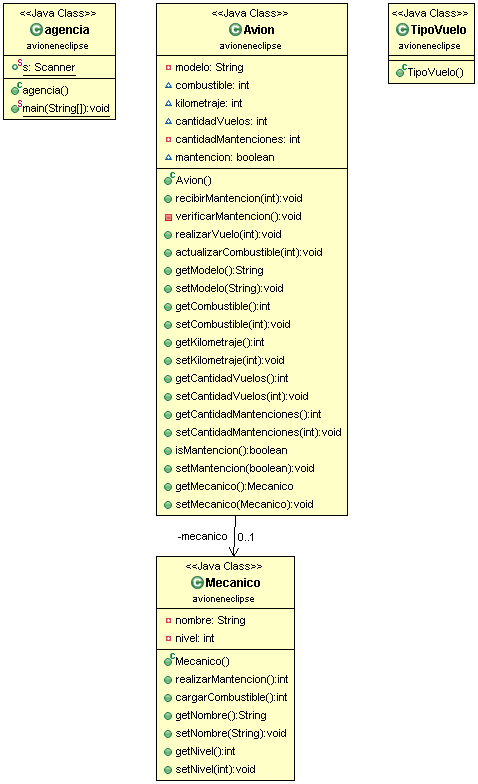 <<Java Class>>
agencia
avioneneclipse
s: Scanner
agencia()
main(String[]):void
<<Java Class>>
Avion
avioneneclipse
modelo: String
combustible: int
kilometraje: int
cantidadVuelos: int
cantidadMantenciones: int
mantencion: boolean
Avion()
recibirMantencion(int):void
verificarMantencion():void
realizarVuelo(int):void
actualizarCombustible(int):void
getModelo():String
setModelo(String):void
getCombustible():int
setCombustible(int):void
getKilometraje():int
setKilometraje(int):void
getCantidadVuelos():int
setCantidadVuelos(int):void
getCantidadMantenciones():int
setCantidadMantenciones(int):void
isMantencion():boolean
setMantencion(boolean):void
getMecanico():Mecanico
setMecanico(Mecanico):void
<<Java Class>>
TipoVuelo
avioneneclipse
TipoVuelo()
-mecanico 0..1
<<Java Class>>
Mecanico
avioneneclipse
nombre: String
nivel: int
Mecanico()
realizarMantencion():int
cargarCombustible():int
getNombre():String
setNombre(String):void
getNivel():int
setNivel(int):void